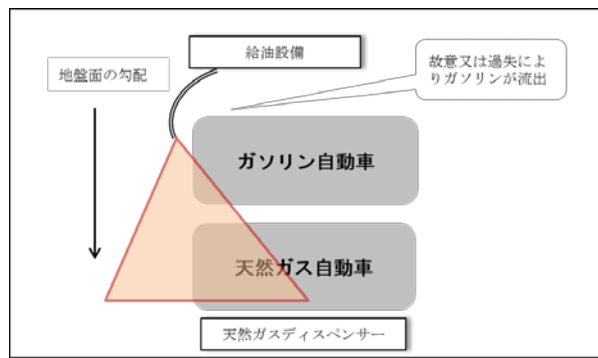 給油設備
地盤面の勾配
故意又は過失によ
りガソリンが流出
ガソリン自動車
天然ガス自動車
天然ガスディスペンサー